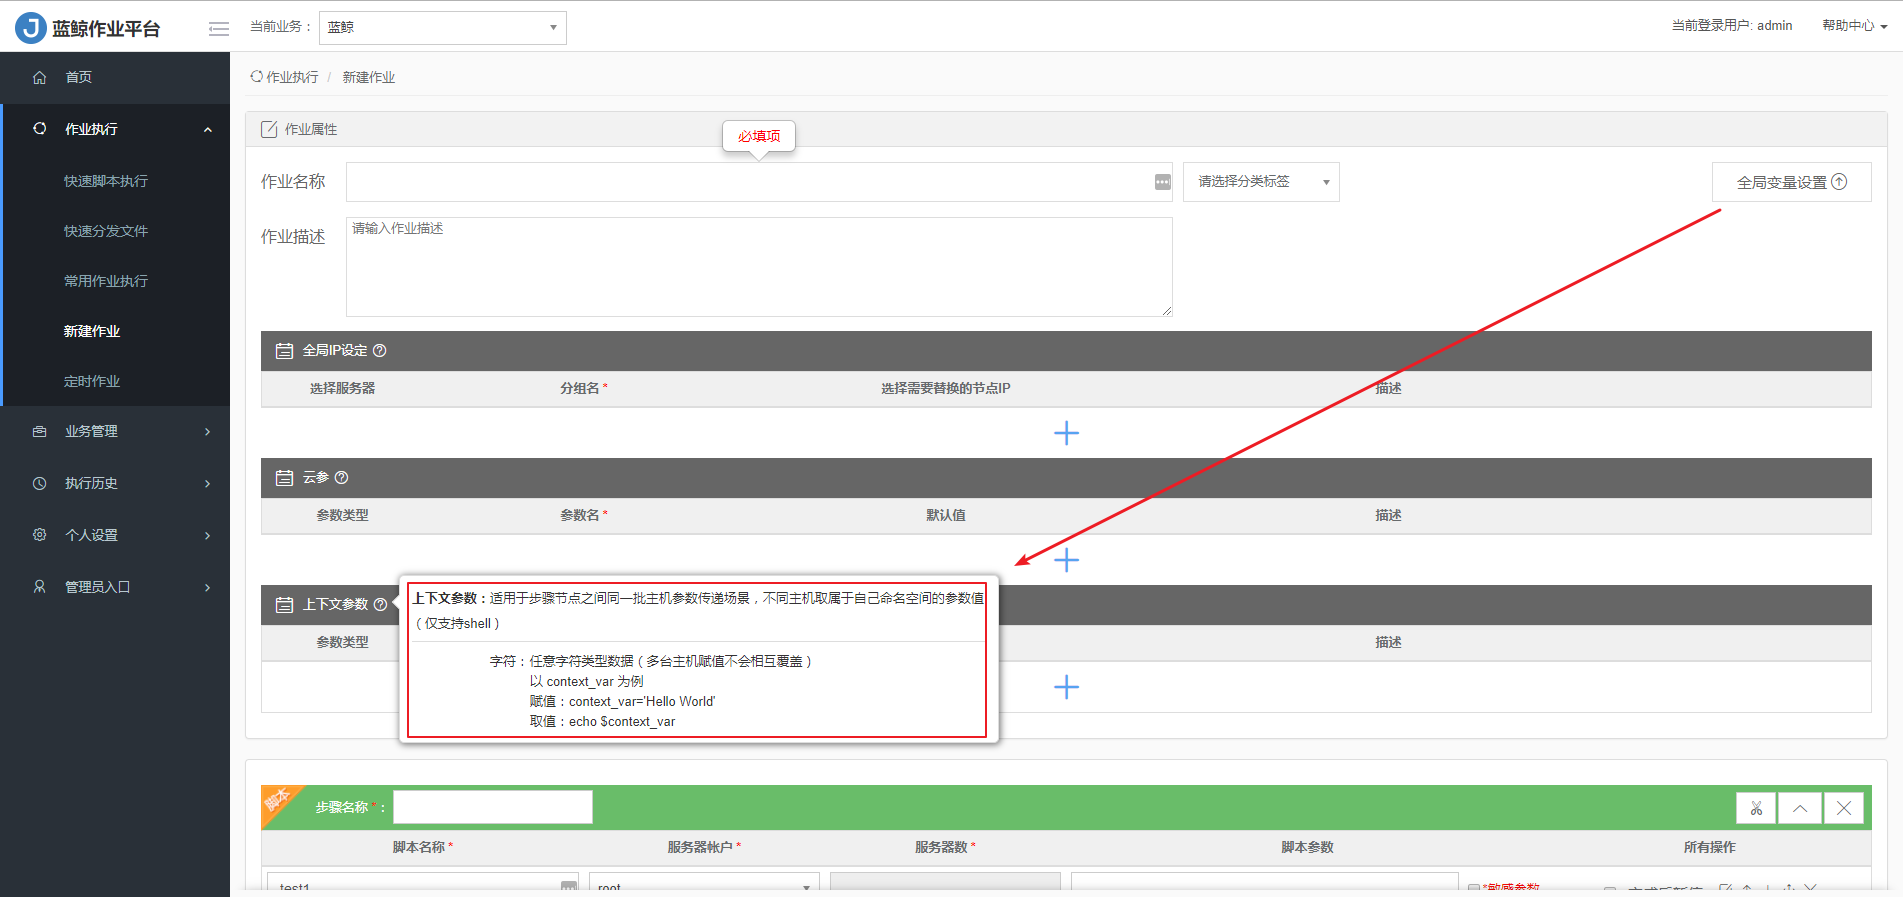 J 蓝鲸作业平台
当前业务：
蓝鲸
当前登录用户: admin
帮助中心
首页
作业执行
快速脚本执行
快速分发文件
常用作业执行
新建作业
定时作业
业务管理
执行历史
个人设置
管理员入口
作业执行 / 新建作业
作业属性
必填项
作业名称
请选择分类标签
全局变量设置
作业描述
请输入作业描述
全局IP设定
选择服务器 分组名 * 选择需要替换的节点IP 描述
云参
参数类型 参数名 * 默认值 描述
上下文参数
参数类型 描述
上下文参数：适用于步骤节点之间同一批主机参数传递场景，不同主机取属于自己命名空间的参数值
（仅支持shell）
字符：任意字符类型数据（多台主机赋值不会相互覆盖）
以 context_var 为例
赋值：context_var='Hello World'
取值：echo $context_var
脚本
步骤名称 * ：
脚本名称 * 服务器帐户 * 服务器数 * 脚本参数 所有操作
test1 root *敏感参数